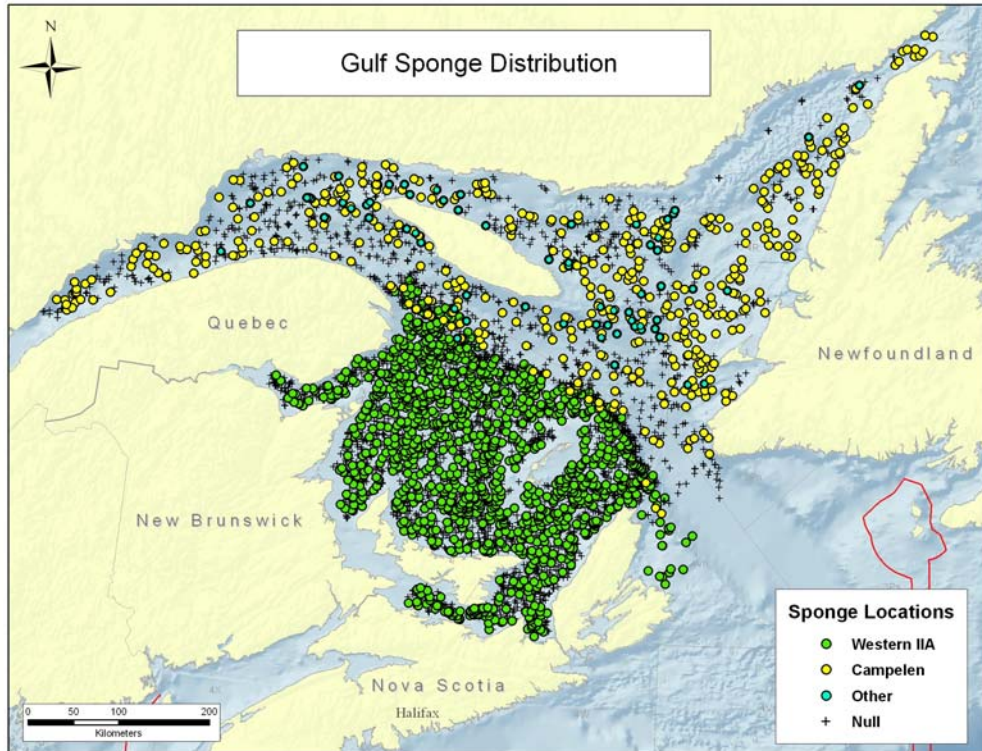 N
Gulf Sponge Distribution
Quebec
Newfoundland
New Brunswick
Nova Scotia
Halifax
Sponge Locations
Western IIA
Campelen
Other
Null
0 50 100 200
Kilometers